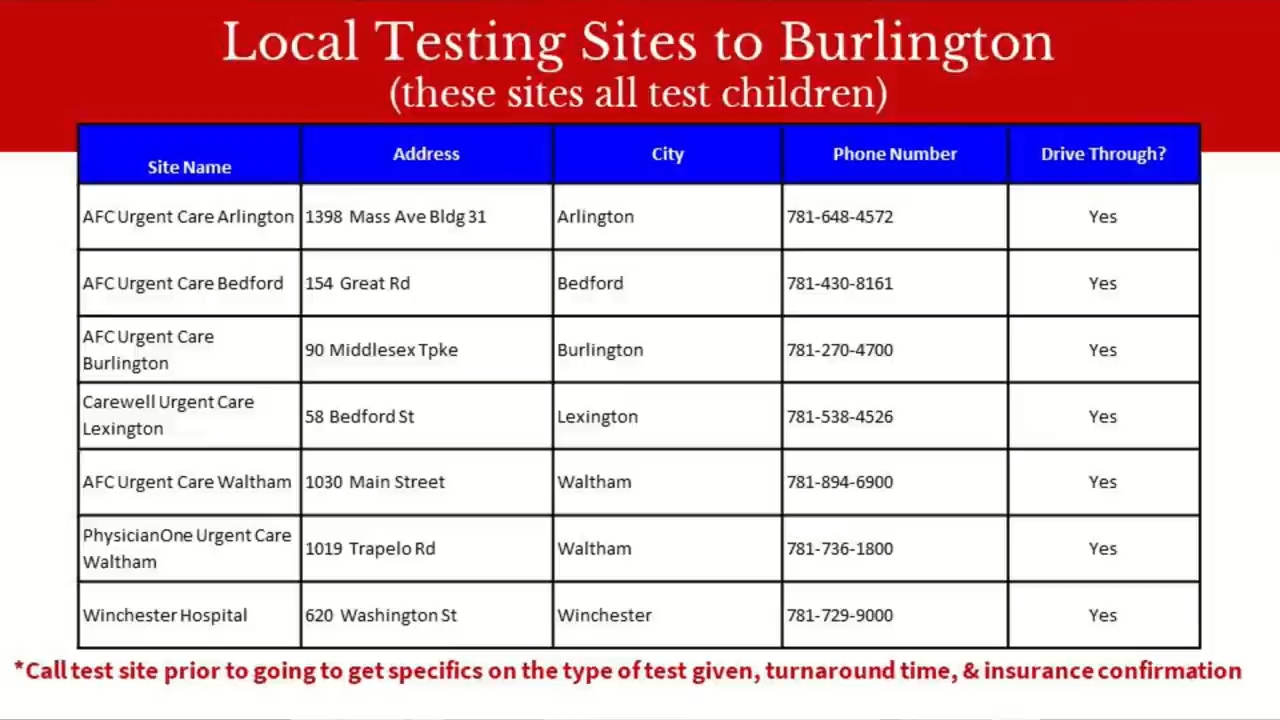 Local Testing Sites to Burlington
(these sites all test children)
Site Name Address City Phone Number Drive Through?
AFC Urgent Care Arlington 1398 Mass Ave Bldg 31 Arlington 781-648-4572 Yes
AFC Urgent Care Bedford 154 Great Rd Bedford 781-430-8161 Yes
AFC Urgent Care
Burlington 90 Middlesex Tpke Burlington 781-270-4700 Yes
Carewell Urgent Care
Lexington 58 Bedford St Lexington 781-538-4526 Yes
AFC Urgent Care Waltham 1030 Main Street Waltham 781-894-6900 Yes
PhysicianOne Urgent Care
Waltham 1019 Trapelo Rd Waltham 781-736-1800 Yes
Winchester Hospital 620 Washington St Winchester 781-729-9000 Yes
*Call test site prior to going to get specifics on the type of test given, turnaround time, & insurance confirmation